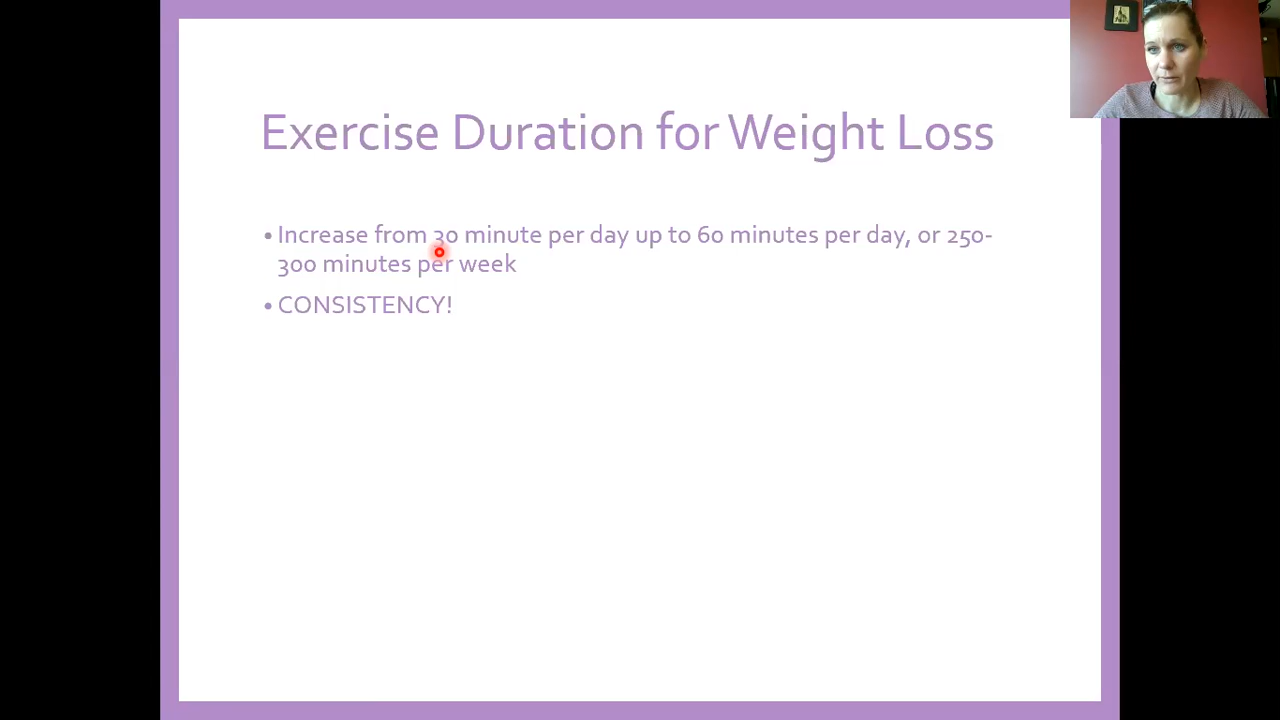 Exercise Duration for Weight Loss
• Increase from 30 minute per day up to 60 minutes per day, or 250-
300 minutes per week
• CONSISTENCY!